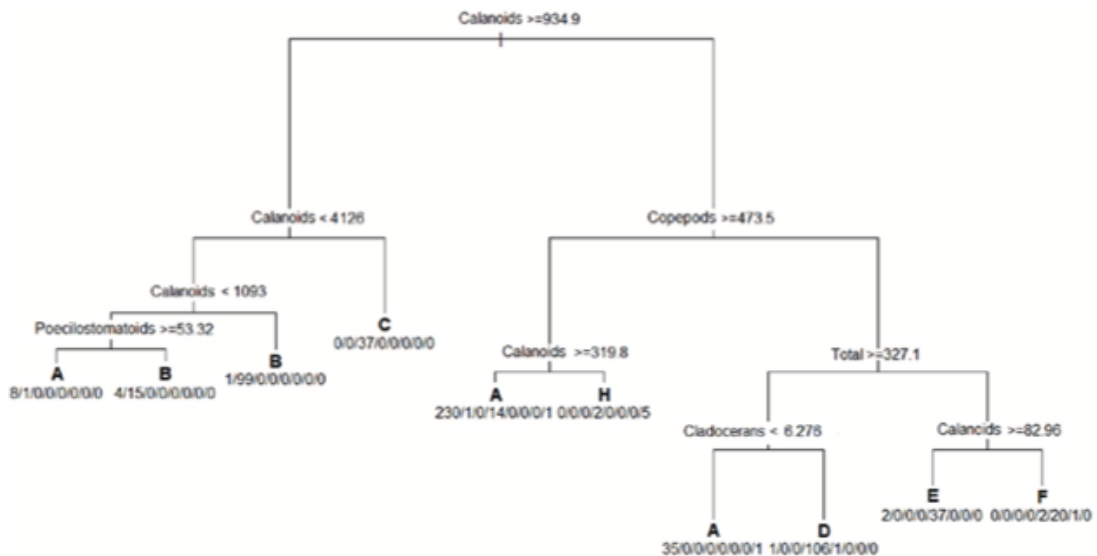 Calanoids >=934.9
Calanoids < 4126
Copepods >=473.5
Calanoids < 1093
Poecilostomatoids >=53.32
C
0/0/37/0/0/0/0/0
A
8/1/0/0/0/0/0/0
B
4/15/0/0/0/0/0/0
B
1/99/0/0/0/0/0/0
Calanoids >=319.8
Total >=327.1
A
230/1/0/14/0/0/0/1
H
0/0/0/2/0/0/0/5
Cladocerans < 6.276
Calanoids >=82.96
E
2/0/0/0/37/0/0/0
F
0/0/0/0/2/20/1/0
A
35/0/0/0/0/0/0/1
D
1/0/0/106/1/0/0/0